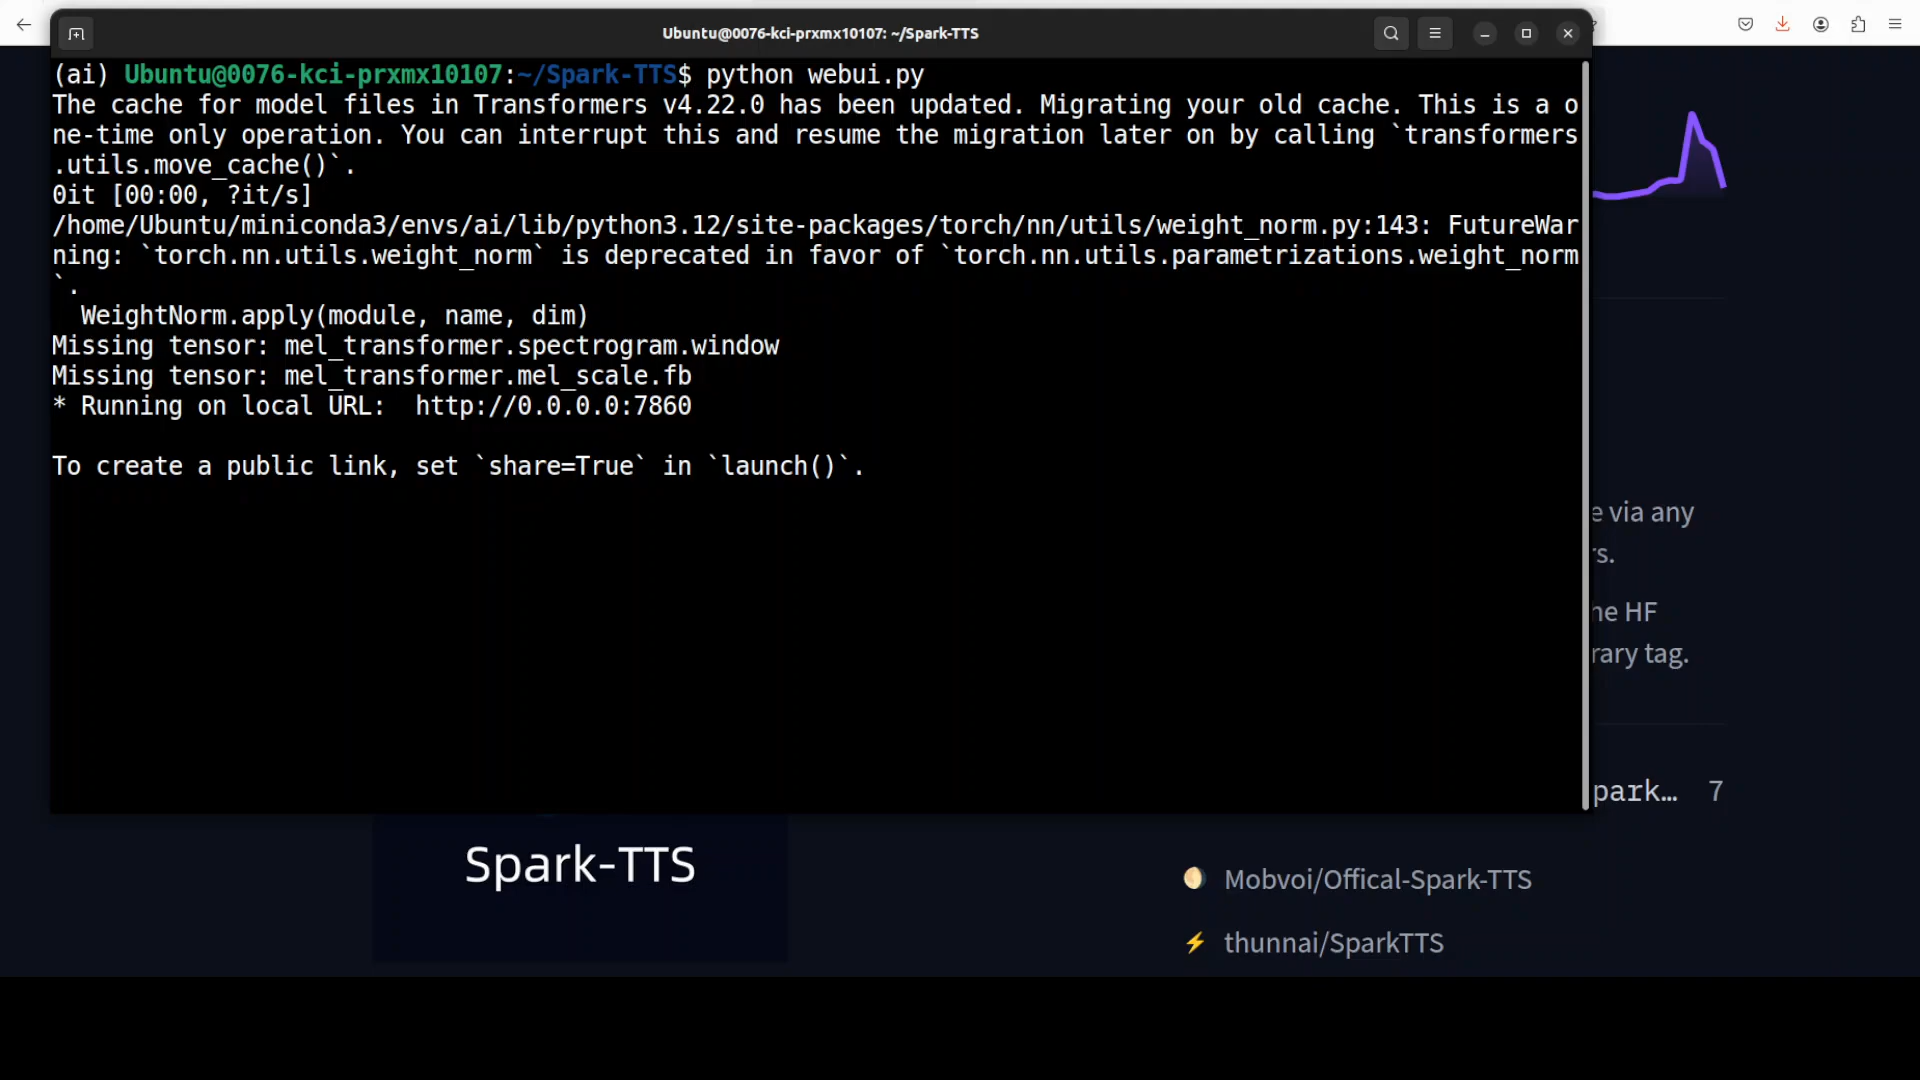 Ubuntu@0076-kci-prxmx10107: ~/Spark-TTS
(ai) Ubuntu@0076-kci-prxmx10107:~/Spark-TTS$ python webui.py
The cache for model files in Transformers v4.22.0 has been updated. Migrating your old cache. This is a o
ne-time only operation. You can interrupt this and resume the migration later on by calling `transformers
.utils.move_cache()`.
0it [00:00, ?it/s]
/home/Ubuntu/miniconda3/envs/ai/lib/python3.12/site-packages/torch/nn/utils/weight_norm.py:143: FutureWar
ning: `torch.nn.utils.weight_norm` is deprecated in favor of `torch.nn.utils.parametrizations.weight_norm
`.
  WeightNorm.apply(module, name, dim)
Missing tensor: mel_transformer.spectrogram.window
Missing tensor: mel_transformer.mel_scale.fb
* Running on local URL:  http://0.0.0.0:7860
To create a public link, set `share=True` in `launch()`.
e via any
rs.
he HF
rary tag.
park… 7
Spark-TTS
Mobvoi/Offical-Spark-TTS
thunnai/SparkTTS